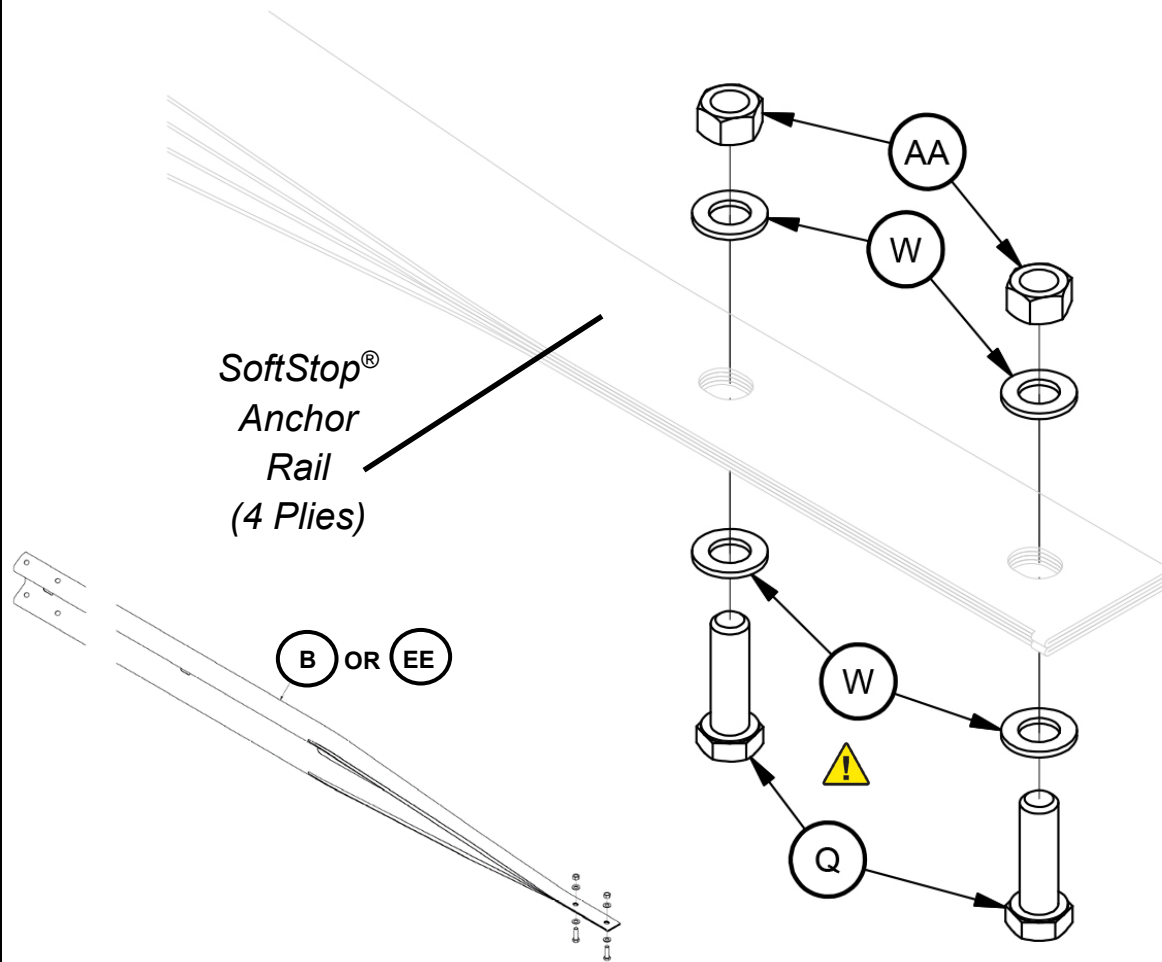 AA
W
SoftStop®
Anchor
Rail
(4 Plies)
B OR EE
W
!
Q